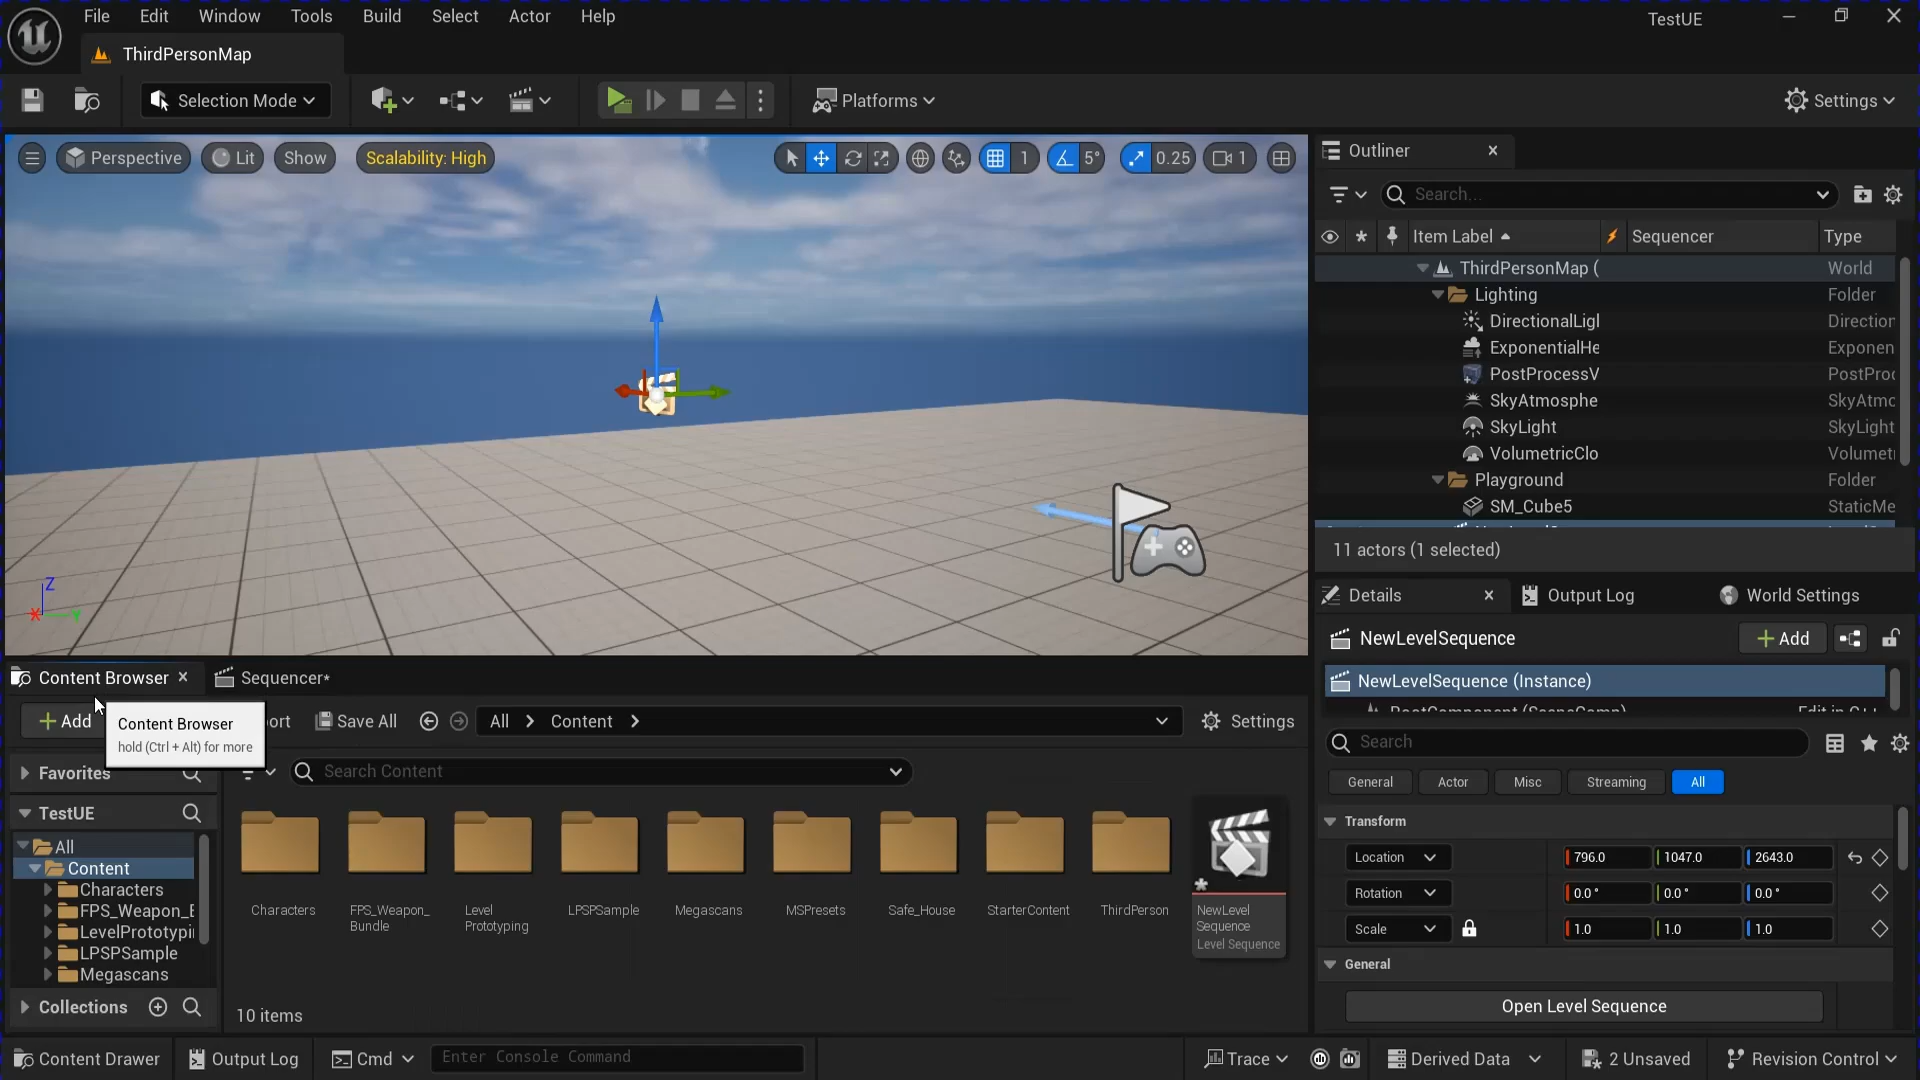 File Edit Window Tools Build Select Actor Help
TestUE
ThirdPersonMap
Selection Mode
Platforms
Settings
Perspective Lit Show Scalability: High
1 5° 0.25 1
Outliner
Search...
Item Label Sequencer Type
ThirdPersonMap ( World
Lighting Folder
DirectionalLigl Direction
ExponentialHe Exponen
PostProcessV PostProc
SkyAtmosphe SkyAtmo
SkyLight SkyLight
VolumetricClo Volumetr
Playground Folder
SM_Cube5 StaticMe
11 actors (1 selected)
Z
X Y
Details Output Log World Settings
NewLevelSequence Add
NewLevelSequence (Instance)
RootComponent (SceneComp) Edit in C++
Search
General Actor Misc Streaming All
Transform
Location 796.0 1047.0 2643.0
Rotation 0.0° 0.0° 0.0°
Scale 1.0 1.0 1.0
General
Open Level Sequence
Content Browser Sequencer*
Add ort Save All All Content Settings
Content Browser
hold (Ctrl + Alt) for more
Favorites
Search Content
TestUE
All
Content
Characters
FPS_Weapon_B
LevelPrototypi
LPSPSample
Megascans
Collections
Characters
FPS_Weapon_
Bundle
Level
Prototyping
LPSPSample
Megascans
MSPresets
Safe_House
StarterContent
ThirdPerson
NewLevel
Sequence
Level Sequence
10 items
Content Drawer Output Log Cmd Enter Console Command Trace Derived Data 2 Unsaved Revision Control